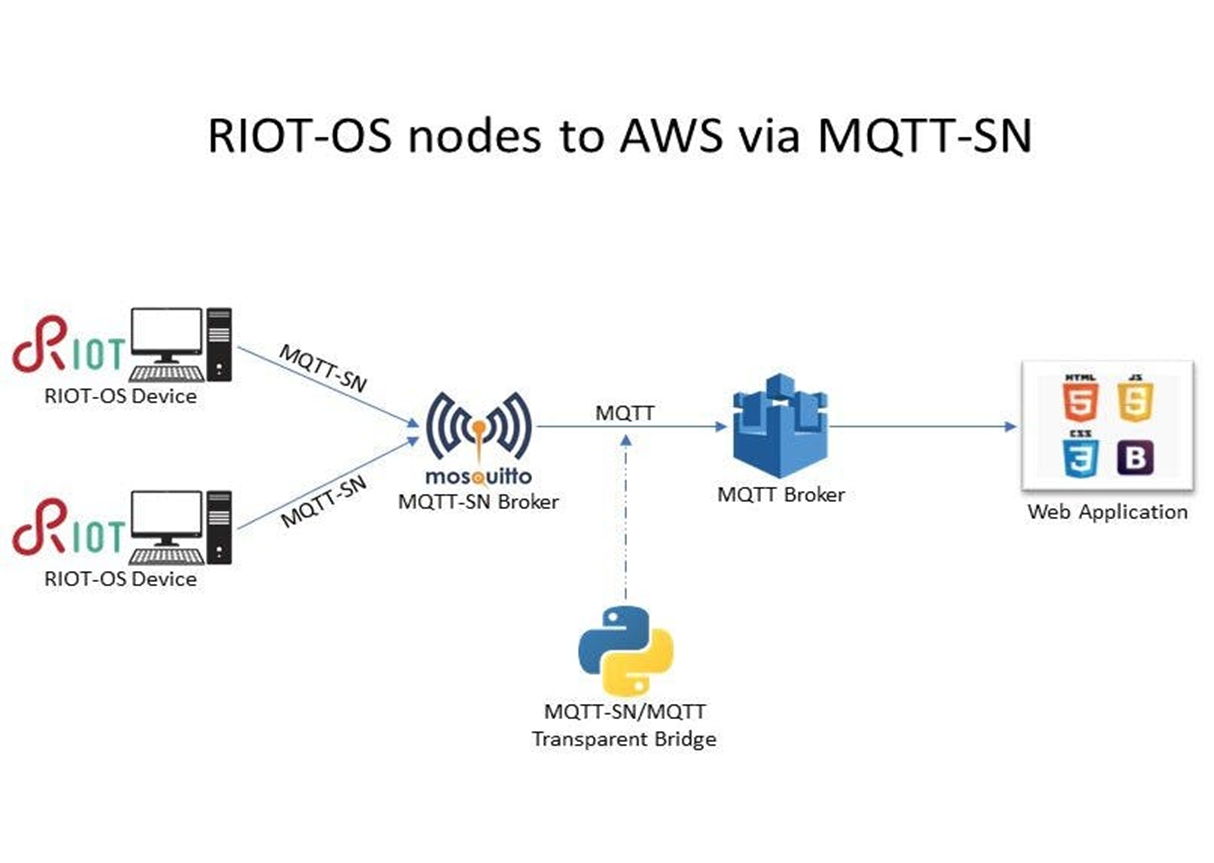 RIOT-OS nodes to AWS via MQTT-SN
RIOT
RIOT-OS Device
MQTT-SN
RIOT
RIOT-OS Device
MQTT-SN
mosquitto
MQTT-SN Broker
MQTT
MQTT Broker
HTML
5
JS
5
CSS
3
B
Web Application
MQTT-SN/MQTT
Transparent Bridge